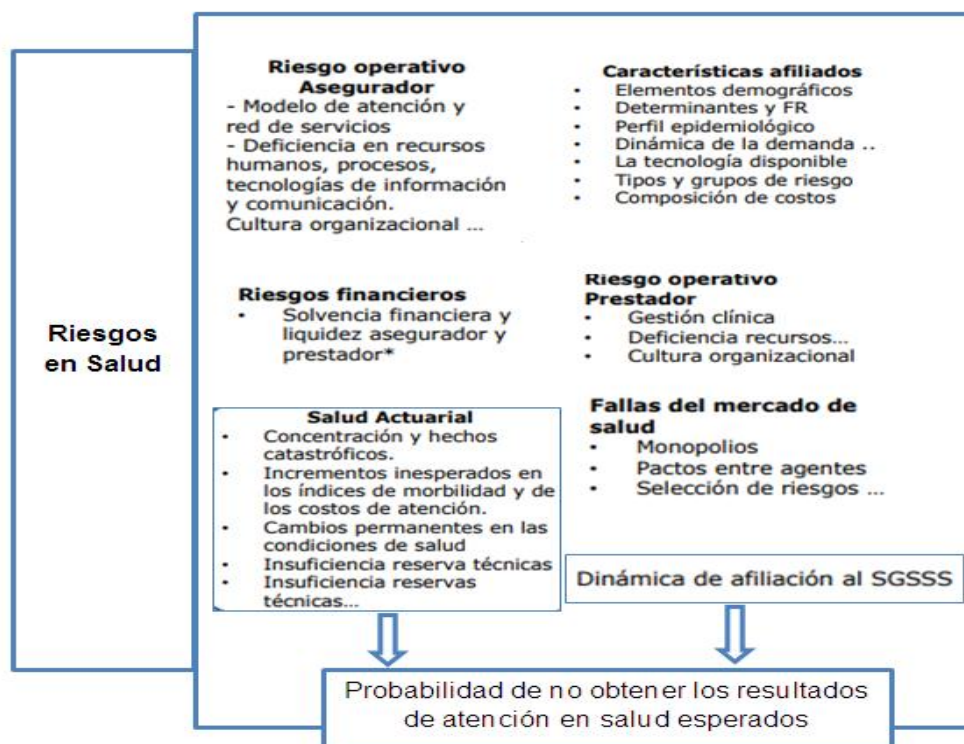 Riesgos
en Salud
Riesgo operativo
Asegurador
- Modelo de atención y
red de servicios
- Deficiencia en recursos
humanos, procesos,
tecnologías de información
y comunicación.
Cultura organizacional ...
Características afiliados
• Elementos demográficos
• Determinantes y FR
• Perfil epidemiológico
• Dinámica de la demanda ..
• La tecnología disponible
• Tipos y grupos de riesgo
• Composición de costos
Riesgos financieros
• Solvencia financiera y
liquidez asegurador y
prestador*
Riesgo operativo
Prestador
• Gestión clínica
• Deficiencia recursos...
• Cultura organizacional
Salud Actuarial
• Concentración y hechos
catastróficos.
• Incrementos inesperados en
los índices de morbilidad y de
los costos de atención.
• Cambios permanentes en las
condiciones de salud
• Insuficiencia reserva técnicas
• Insuficiencia reservas
técnicas...
Fallas del mercado de
salud
• Monopolios
• Pactos entre agentes
• Selección de riesgos ...
Dinámica de afiliación al SGSSS
Probabilidad de no obtener los resultados
de atención en salud esperados